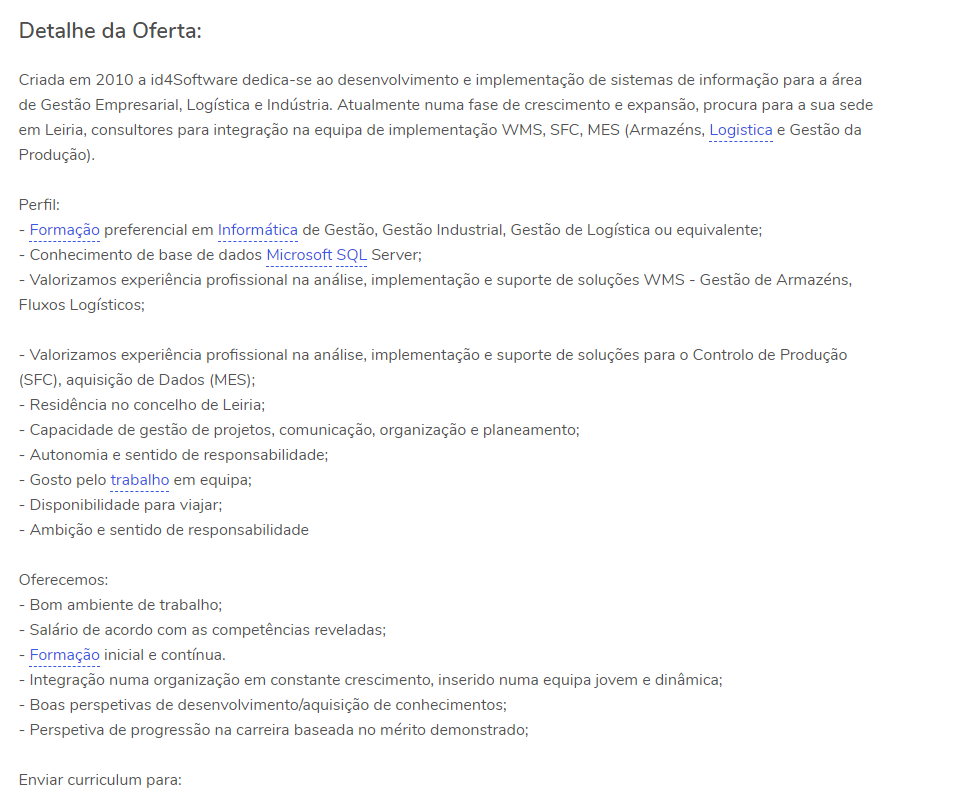 Detalhe da Oferta:
Criada em 2010 a id4Software dedica-se ao desenvolvimento e implementação de sistemas de informação para a área
de Gestão Empresarial, Logística e Indústria. Atualmente numa fase de crescimento e expansão, procura para a sua sede
em Leiria, consultores para integração na equipa de implementação WMS, SFC, MES (Armazéns, Logistica e Gestão da
Produção).
Perfil:
- Formação preferencial em Informática de Gestão, Gestão Industrial, Gestão de Logística ou equivalente;
- Conhecimento de base de dados Microsoft SQL Server;
- Valorizamos experiência profissional na análise, implementação e suporte de soluções WMS - Gestão de Armazéns,
Fluxos Logísticos;
- Valorizamos experiência profissional na análise, implementação e suporte de soluções para o Controlo de Produção
(SFC), aquisição de Dados (MES);
- Residência no concelho de Leiria;
- Capacidade de gestão de projetos, comunicação, organização e planeamento;
- Autonomia e sentido de responsabilidade;
- Gosto pelo trabalho em equipa;
- Disponibilidade para viajar;
- Ambição e sentido de responsabilidade
Oferecemos:
- Bom ambiente de trabalho;
- Salário de acordo com as competências reveladas;
- Formação inicial e contínua.
- Integração numa organização em constante crescimento, inserido numa equipa jovem e dinâmica;
- Boas perspetivas de desenvolvimento/aquisição de conhecimentos;
- Perspetiva de progressão na carreira baseada no mérito demonstrado;
Enviar curriculum para: